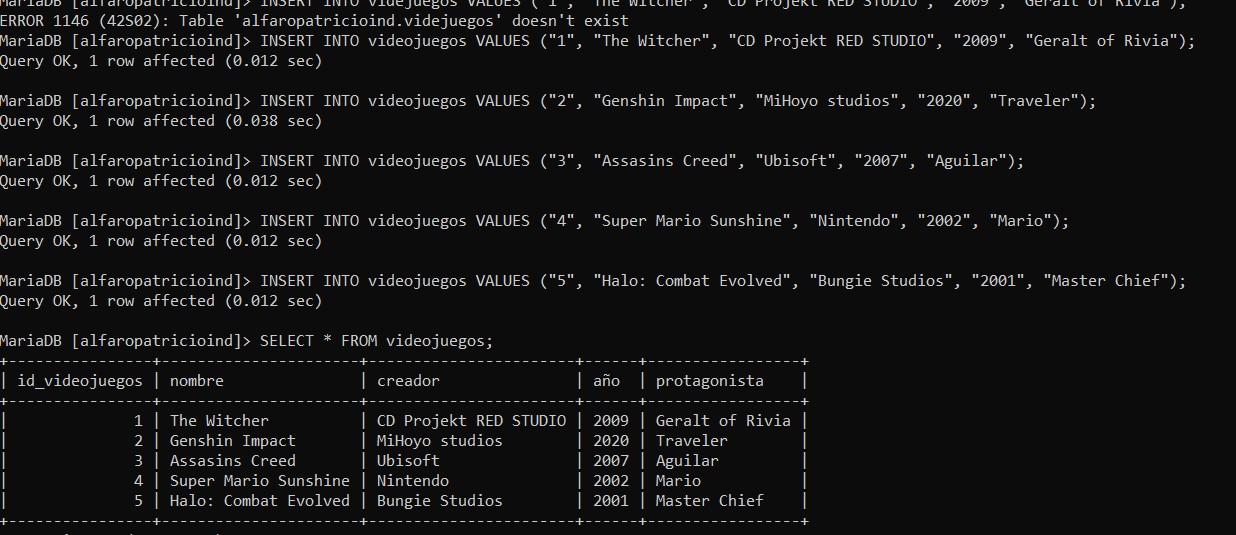 MariaDB [alfaropatricioind]> INSERT INTO videjuegos VALUES ("1", "The Witcher", "CD Projekt RED STUDIO", "2009", "Geralt of Rivia");
ERROR 1146 (42S02): Table 'alfaropatricioind.videjuegos' doesn't exist
MariaDB [alfaropatricioind]> INSERT INTO videojuegos VALUES ("1", "The Witcher", "CD Projekt RED STUDIO", "2009", "Geralt of Rivia");
Query OK, 1 row affected (0.012 sec)
MariaDB [alfaropatricioind]> INSERT INTO videojuegos VALUES ("2", "Genshin Impact", "MiHoyo studios", "2020", "Traveler");
Query OK, 1 row affected (0.038 sec)
MariaDB [alfaropatricioind]> INSERT INTO videojuegos VALUES ("3", "Assasins Creed", "Ubisoft", "2007", "Aguilar");
Query OK, 1 row affected (0.012 sec)
MariaDB [alfaropatricioind]> INSERT INTO videojuegos VALUES ("4", "Super Mario Sunshine", "Nintendo", "2002", "Mario");
Query OK, 1 row affected (0.012 sec)
MariaDB [alfaropatricioind]> INSERT INTO videojuegos VALUES ("5", "Halo: Combat Evolved", "Bungie Studios", "2001", "Master Chief");
Query OK, 1 row affected (0.012 sec)
MariaDB [alfaropatricioind]> SELECT * FROM videojuegos;
+----------------+----------------------+-----------------------+------+-----------------+
| id_videojuegos | nombre | creador | año | protagonista |
+----------------+----------------------+-----------------------+------+-----------------+
| 1 | The Witcher | CD Projekt RED STUDIO | 2009 | Geralt of Rivia |
| 2 | Genshin Impact | MiHoyo studios | 2020 | Traveler |
| 3 | Assasins Creed | Ubisoft | 2007 | Aguilar |
| 4 | Super Mario Sunshine | Nintendo | 2002 | Mario |
| 5 | Halo: Combat Evolved | Bungie Studios | 2001 | Master Chief |
+----------------+----------------------+-----------------------+------+-----------------+